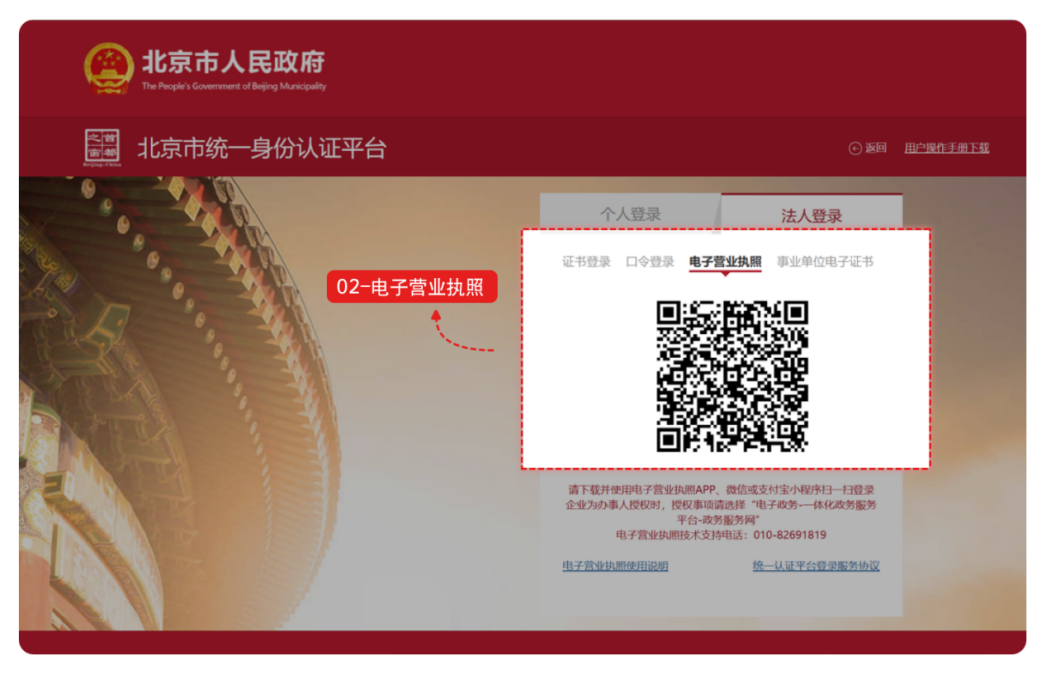 北京市人民政府
The People's Government of Beijing Municipality
首都之窗
Beijing-China
北京市统一身份认证平台
返回 用户操作手册下载
个人登录 法人登录
证书登录 口令登录 电子营业执照 事业单位电子证书
02-电子营业执照
请下载并使用电子营业执照APP、微信或支付宝小程序扫一扫登录
企业为办事人授权时，授权事项请选择“电子政务-一体化政务服务
平台-政务服务网”
电子营业执照技术支持电话：010-82691819
电子营业执照使用说明 统一认证平台登录服务协议